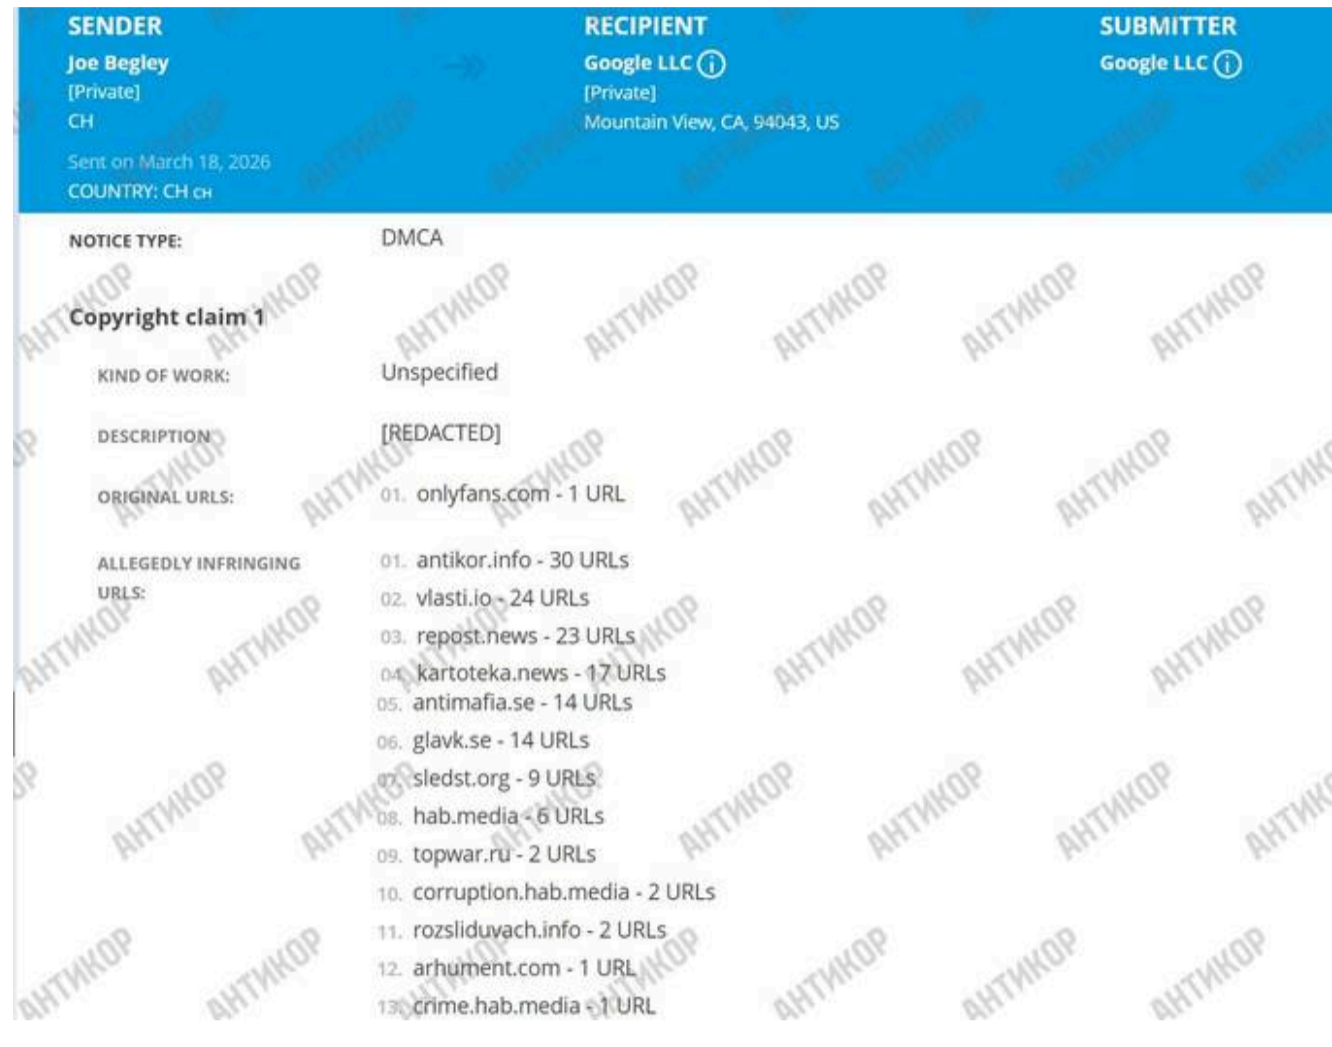 SENDER RECIPIENT SUBMITTER
Joe Begley Google LLC Google LLC
[Private] [Private]
CH Mountain View, CA, 94043, US
Sent on March 18, 2026
COUNTRY: CH CH
NOTICE TYPE: DMCA
Copyright claim 1
KIND OF WORK: Unspecified
DESCRIPTION [REDACTED]
ORIGINAL URLS: 01. onlyfans.com - 1 URL
ALLEGEDLY INFRINGING URLS:
01. antikor.info - 30 URLs
02. vlasti.io - 24 URLs
03. repost.news - 23 URLs
04. kartoteka.news - 17 URLs
05. antimafia.se - 14 URLs
06. glavk.se - 14 URLs
07. sledst.org - 9 URLs
08. hab.media - 6 URLs
09. topwar.ru - 2 URLs
10. corruption.hab.media - 2 URLs
11. rozsliduvach.info - 2 URLs
12. arhument.com - 1 URL
13. crime.hab.media - 1 URL
АНТИКОР